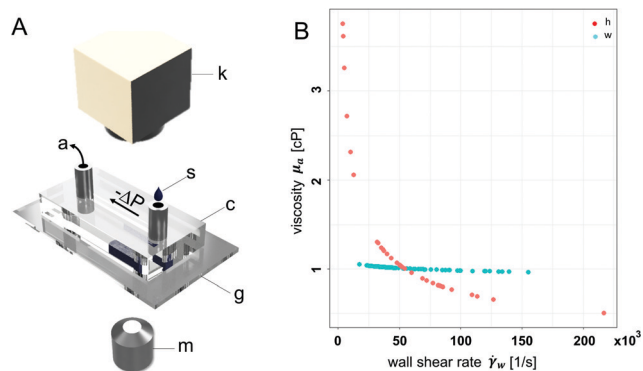 A
k
a
s
-ΔP
c
g
m
B
h
w
viscosity μa [cP]
3
2
1
0
50
100
150
200
x10³
wall shear rate γ̇w [1/s]